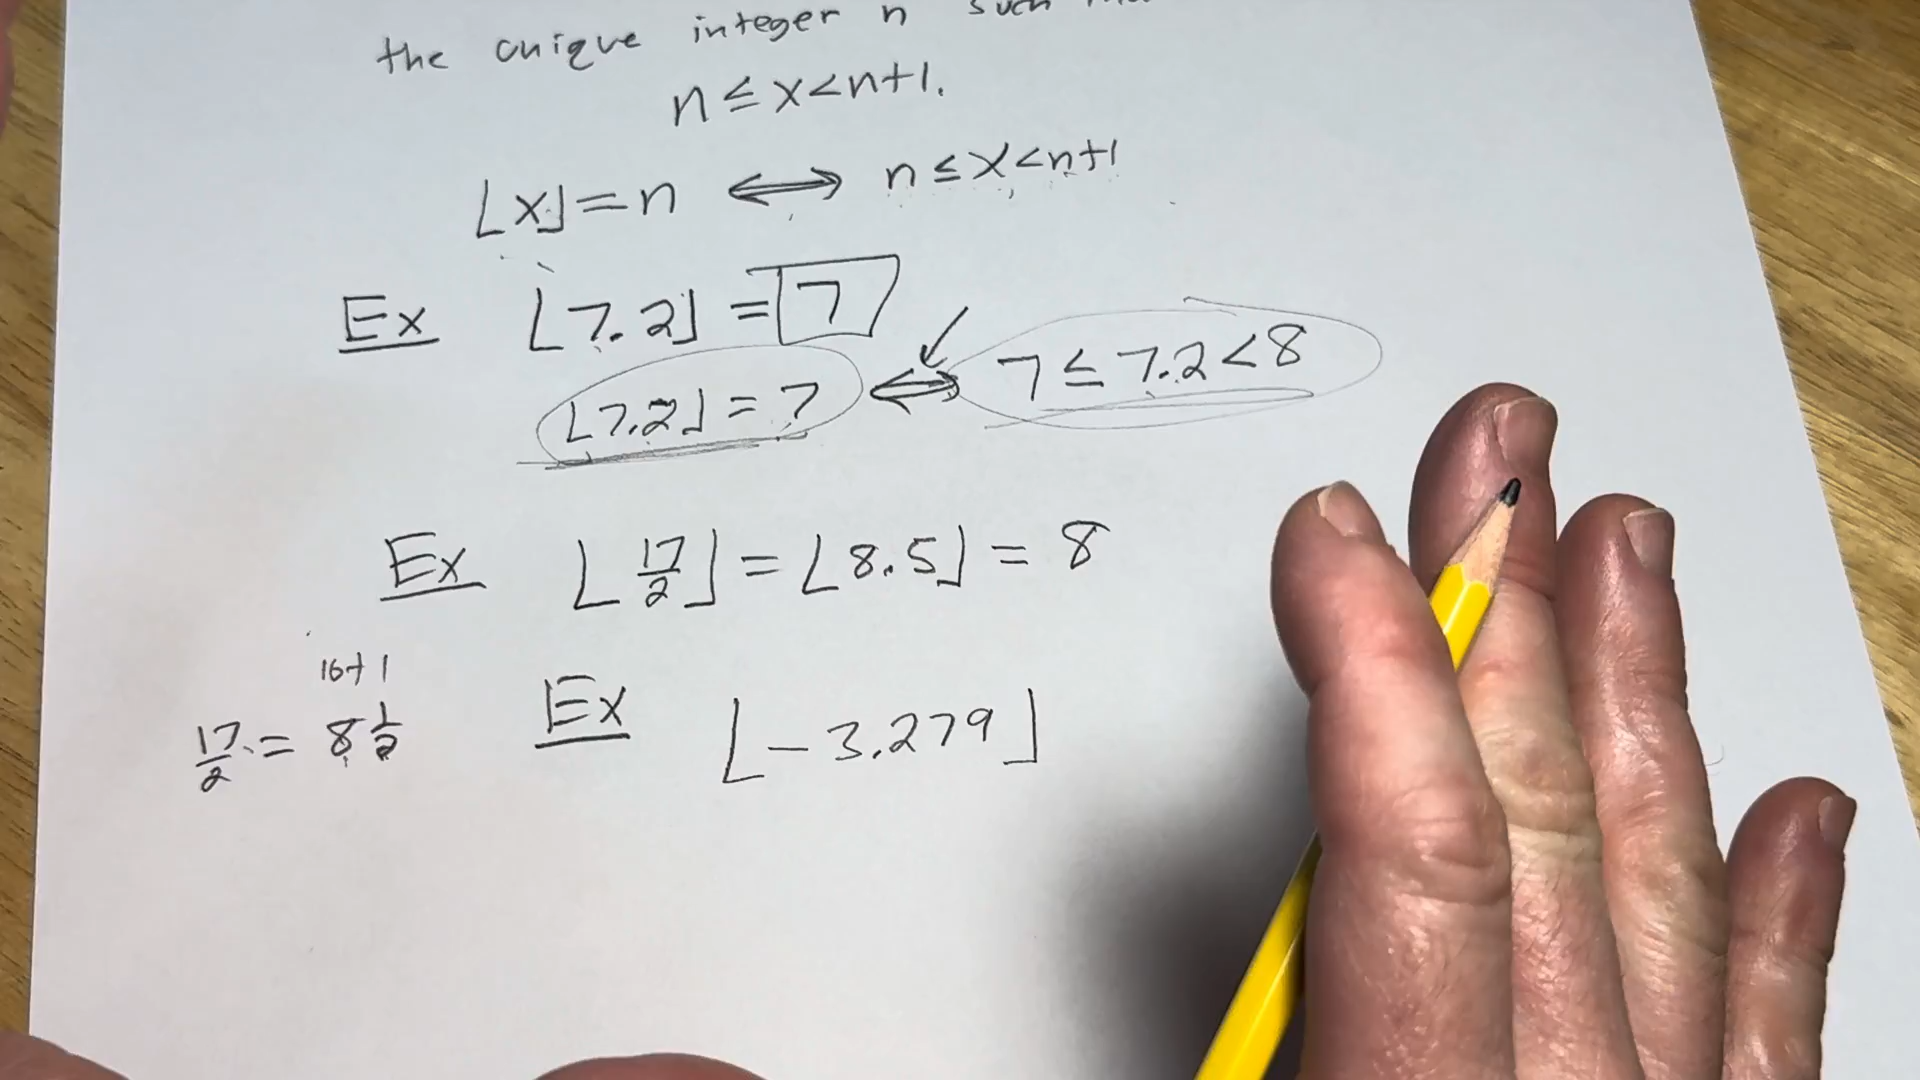 the unique integer n such
n ≤ x < n+1.
⌊x⌋ = n ⟺ n ≤ x < n+1
Ex ⌊7.2⌋ = 7
⌊7.2⌋ = 7 ⟺ 7 ≤ 7.2 < 8
Ex ⌊17/2⌋ = ⌊8.5⌋ = 8
16+1
17/2 = 8 1/2
Ex ⌊-3.279⌋